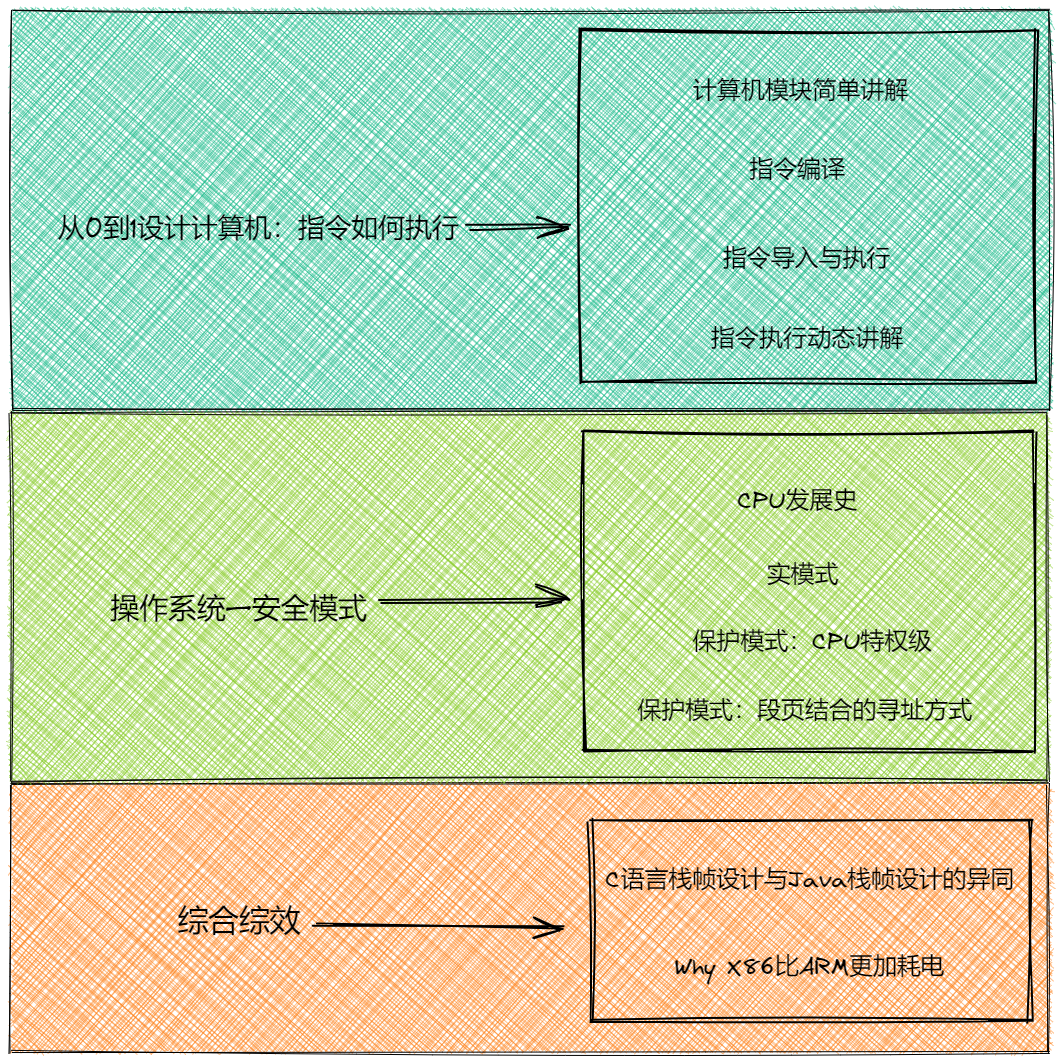 从0到1设计计算机：指令如何执行
计算机模块简单讲解
指令编译
指令导入与执行
指令执行动态讲解
操作系统—安全模式
CPU发展史
实模式
保护模式：CPU特权级
保护模式：段页结合的寻址方式
综合综效
C语言栈帧设计与Java栈帧设计的异同
Why X86比ARM更加耗电